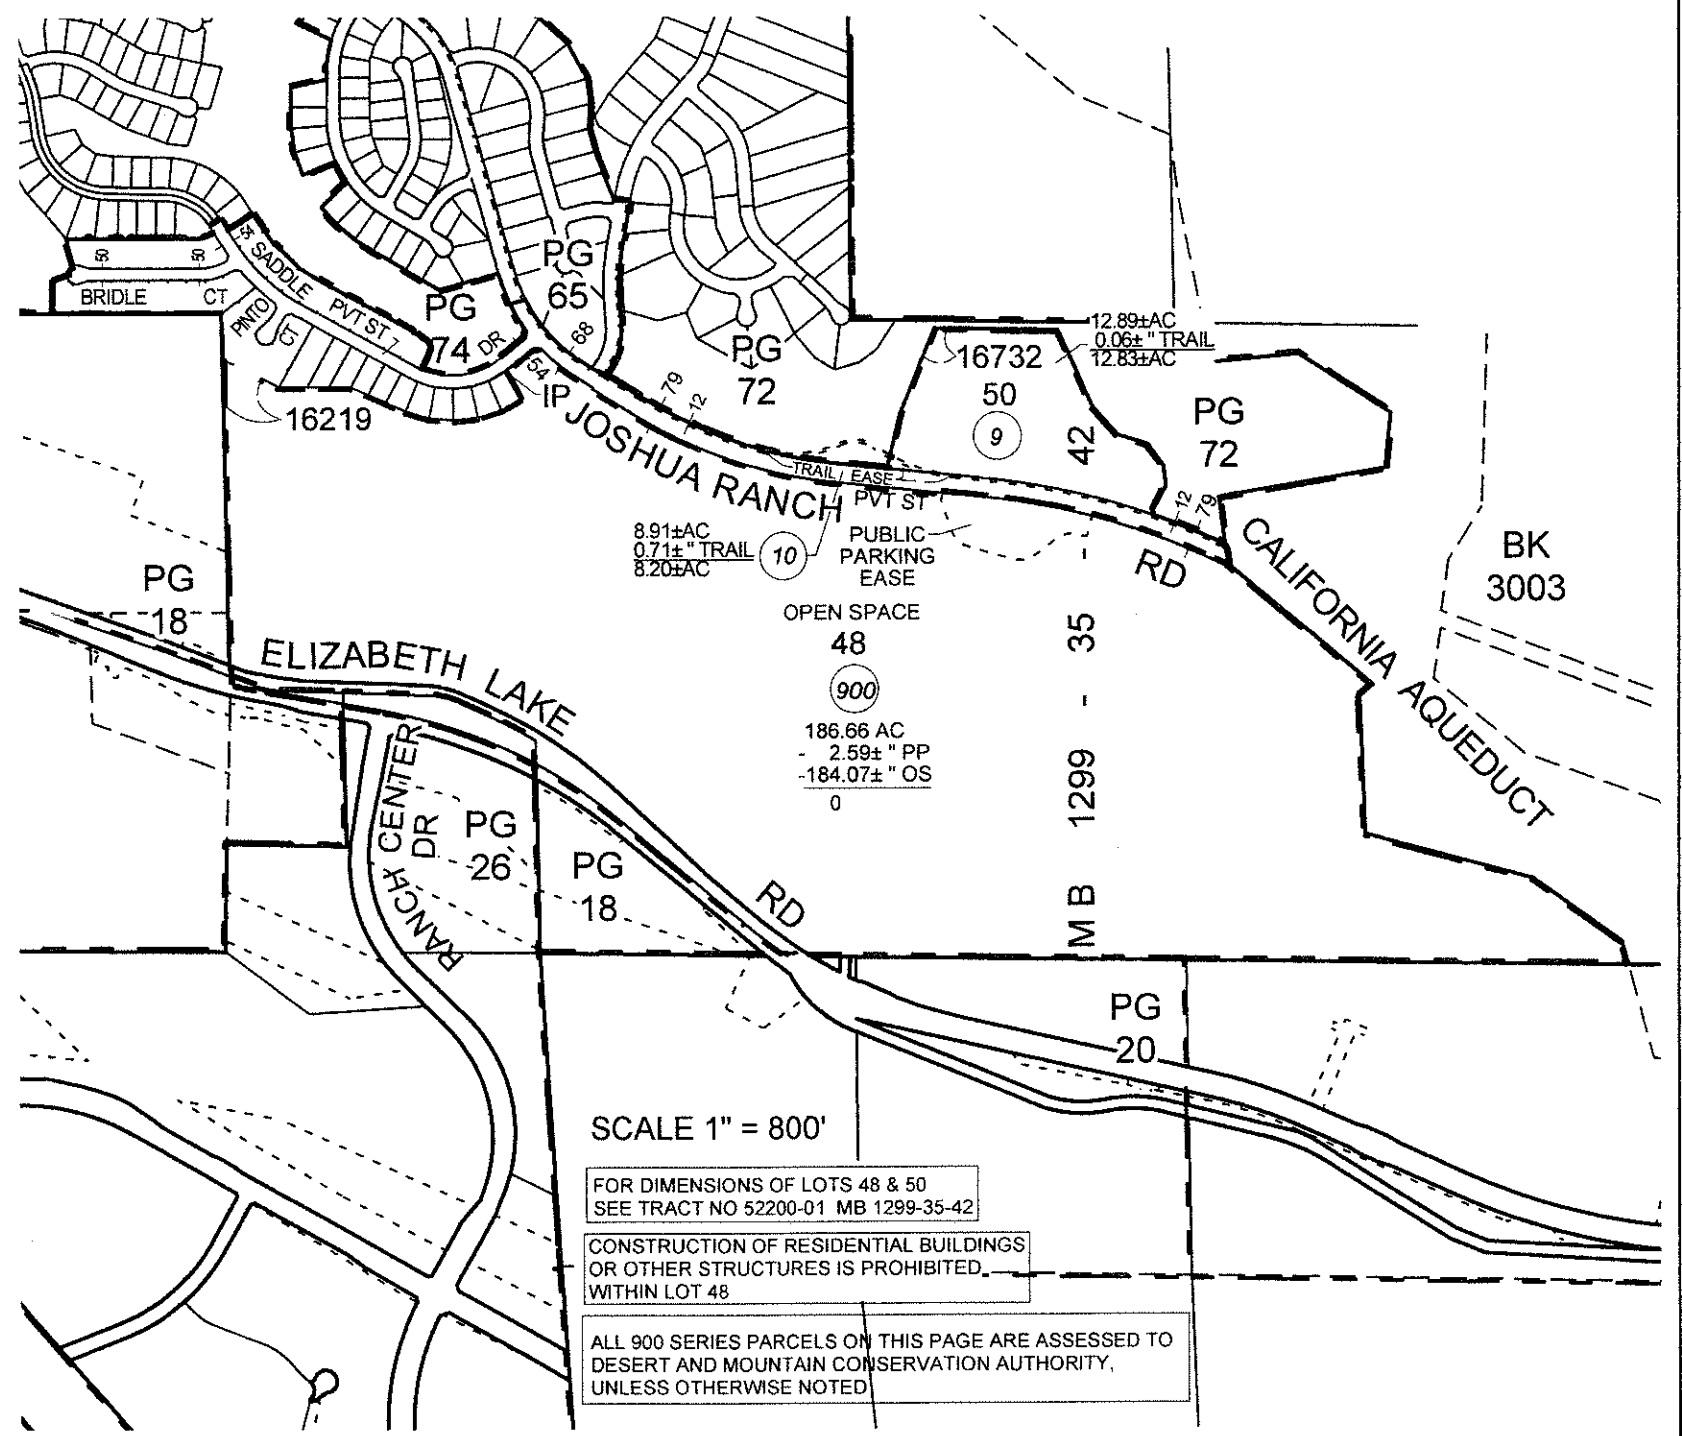 54
50
50
SADDLE
PVT ST 7
BRIDLE CT
PINTO
CT
PG
65
PG
74
DR
68
54
IP
16219
PG
72
79
12
12.89±AC
0.06± " TRAIL
12.83±AC
16732
50
9
PG
72
JOSHUA RANCH RD
TRAIL EASE
PVT ST
12
79
8.91±AC
0.71± " TRAIL
8.20±AC
10
PUBLIC
PARKING
EASE
CALIFORNIA AQUEDUCT
BK
3003
PG
18
OPEN SPACE
48
900
186.66 AC
- 2.59± " PP
-184.07± " OS
0
M B 1299 - 35 - 42
ELIZABETH LAKE RD
RANCH CENTER
DR
PG
26
PG
18
PG
20
SCALE 1" = 800'
FOR DIMENSIONS OF LOTS 48 & 50
SEE TRACT NO 52200-01 MB 1299-35-42
CONSTRUCTION OF RESIDENTIAL BUILDINGS
OR OTHER STRUCTURES IS PROHIBITED
WITHIN LOT 48
ALL 900 SERIES PARCELS ON THIS PAGE ARE ASSESSED TO
DESERT AND MOUNTAIN CONSERVATION AUTHORITY,
UNLESS OTHERWISE NOTED